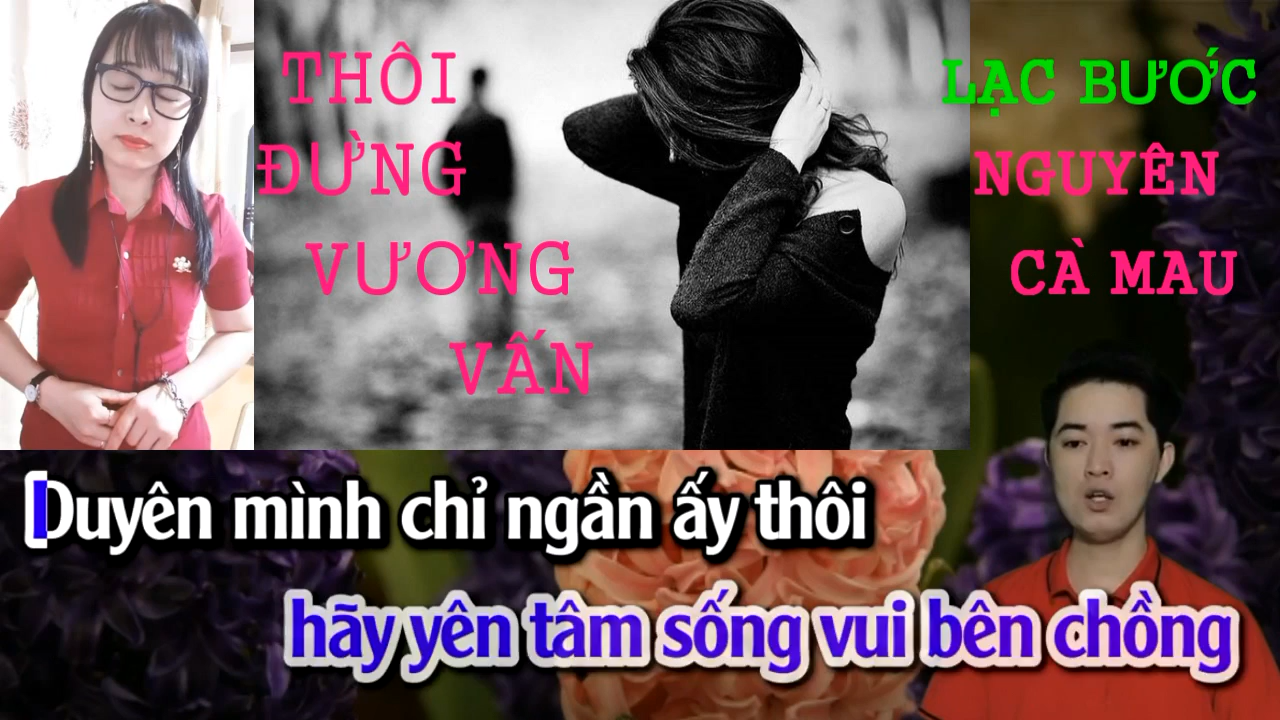 THÔI
ĐỪNG
VƯƠNG
VẤN
LẠC BƯỚC
NGUYÊN
CÀ MAU
Duyên mình chỉ ngần ấy thôi
hãy yên tâm sống vui bên chồng